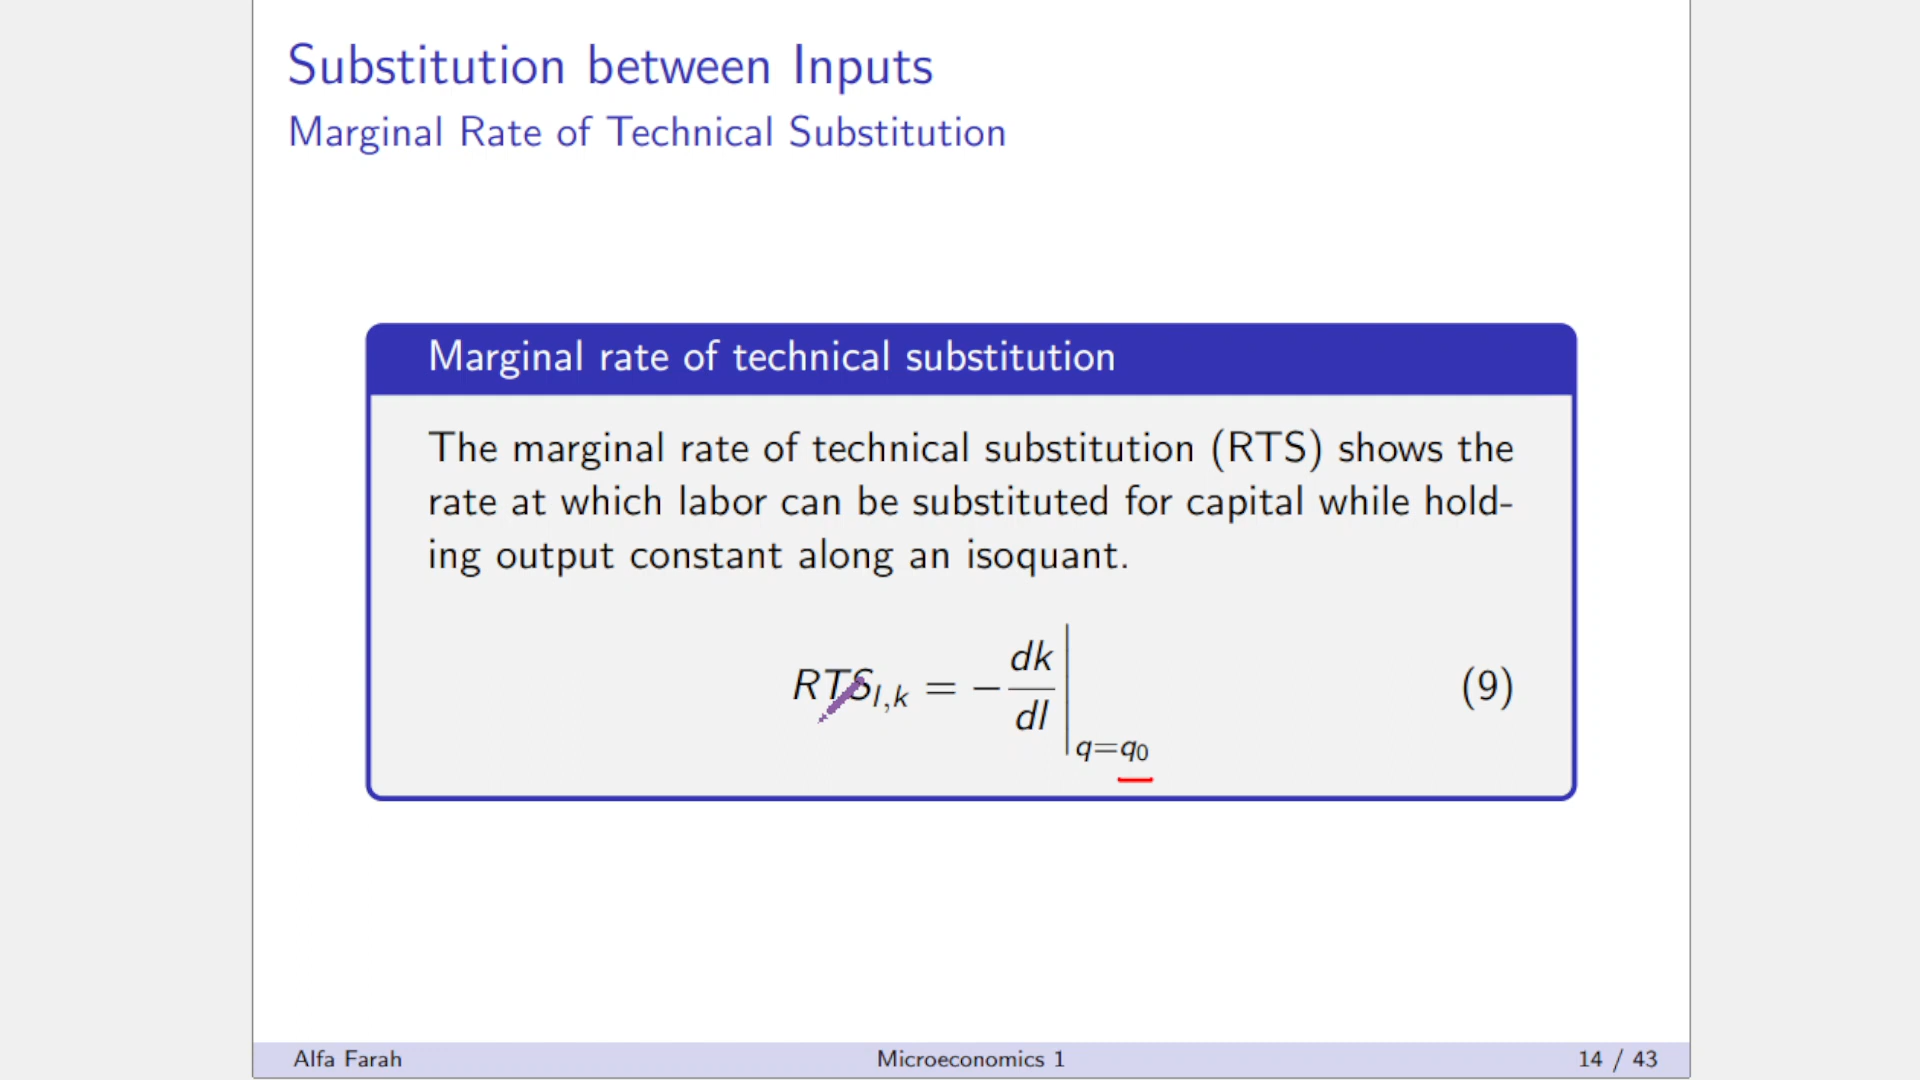 Substitution between Inputs
Marginal Rate of Technical Substitution
Marginal rate of technical substitution
The marginal rate of technical substitution (RTS) shows the
rate at which labor can be substituted for capital while hold-
ing output constant along an isoquant.
RTS_{l,k} = -\frac{dk}{dl}|_{q=q_0} (9)
Alfa Farah Microeconomics 1 14 / 43